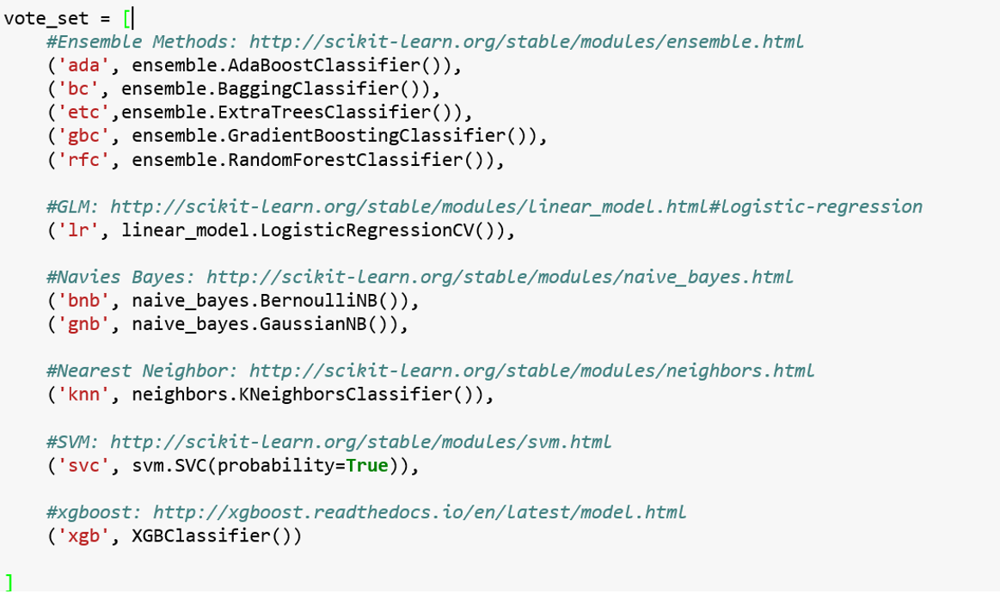 vote_set = [
    #Ensemble Methods: http://scikit-learn.org/stable/modules/ensemble.html
    ('ada', ensemble.AdaBoostClassifier()),
    ('bc', ensemble.BaggingClassifier()),
    ('etc',ensemble.ExtraTreesClassifier()),
    ('gbc', ensemble.GradientBoostingClassifier()),
    ('rfc', ensemble.RandomForestClassifier()),
    #GLM: http://scikit-learn.org/stable/modules/linear_model.html#logistic-regression
    ('lr', linear_model.LogisticRegressionCV()),
    #Navies Bayes: http://scikit-learn.org/stable/modules/naive_bayes.html
    ('bnb', naive_bayes.BernoulliNB()),
    ('gnb', naive_bayes.GaussianNB()),
    #Nearest Neighbor: http://scikit-learn.org/stable/modules/neighbors.html
    ('knn', neighbors.KNeighborsClassifier()),
    #SVM: http://scikit-learn.org/stable/modules/svm.html
    ('svc', svm.SVC(probability=True)),
    #xgboost: http://xgboost.readthedocs.io/en/latest/model.html
    ('xgb', XGBClassifier())
]